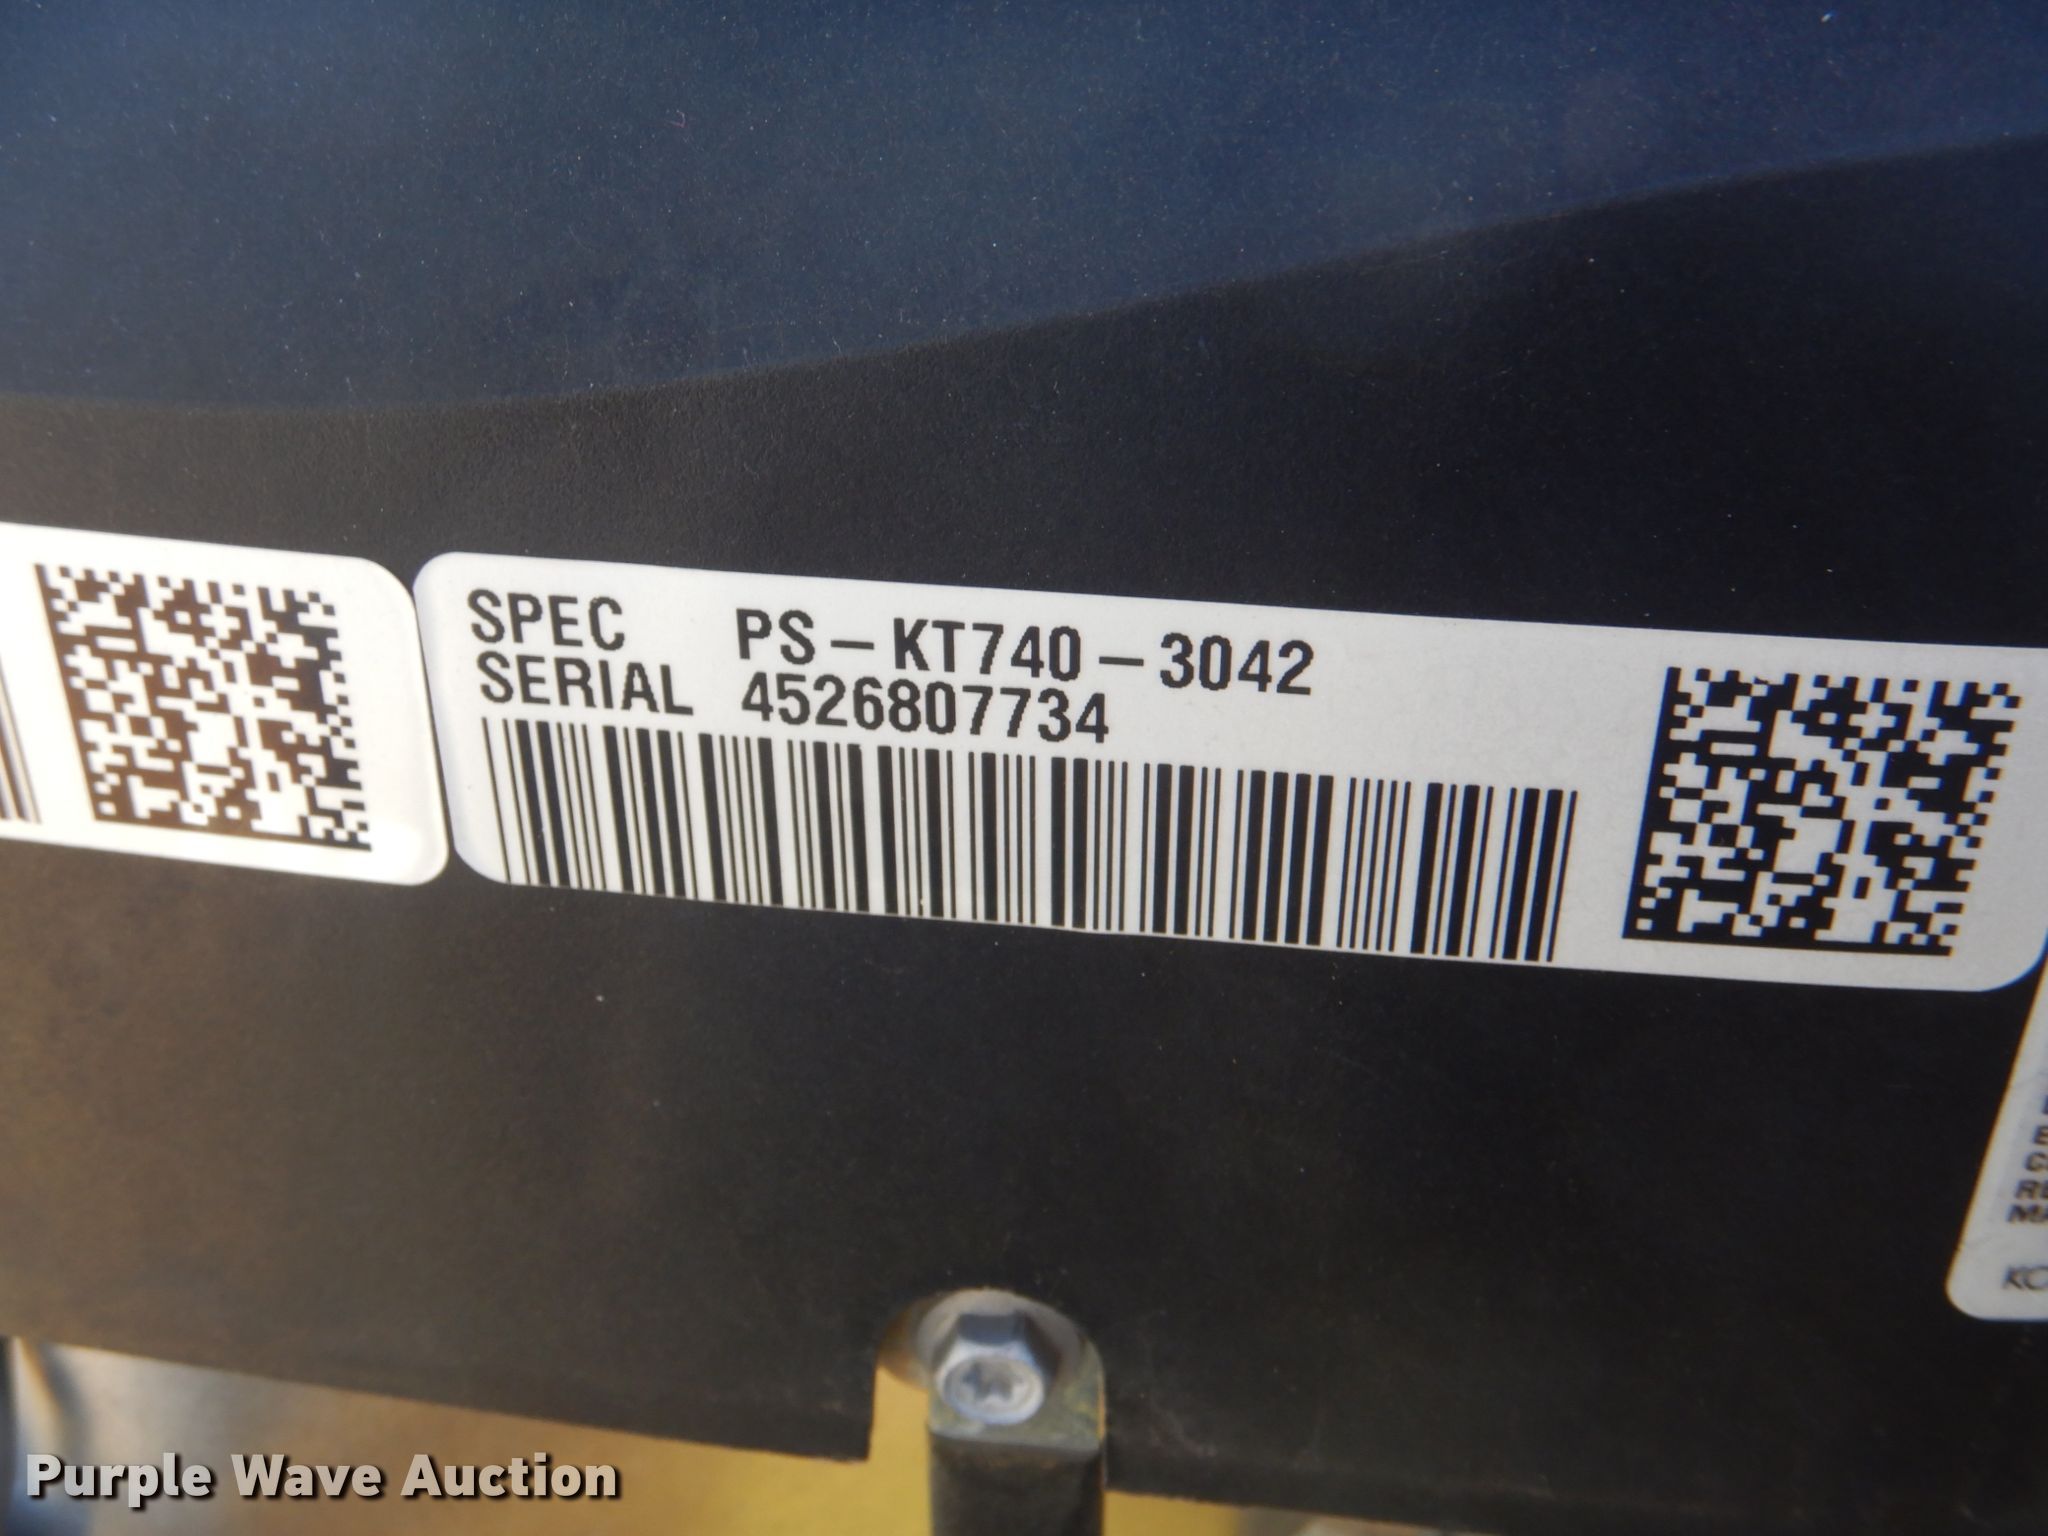 SPEC PS-KT740-3042
SERIAL 4526807734
Purple Wave Auction